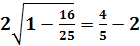 2√(1 − 16/25) = 4/5 − 2